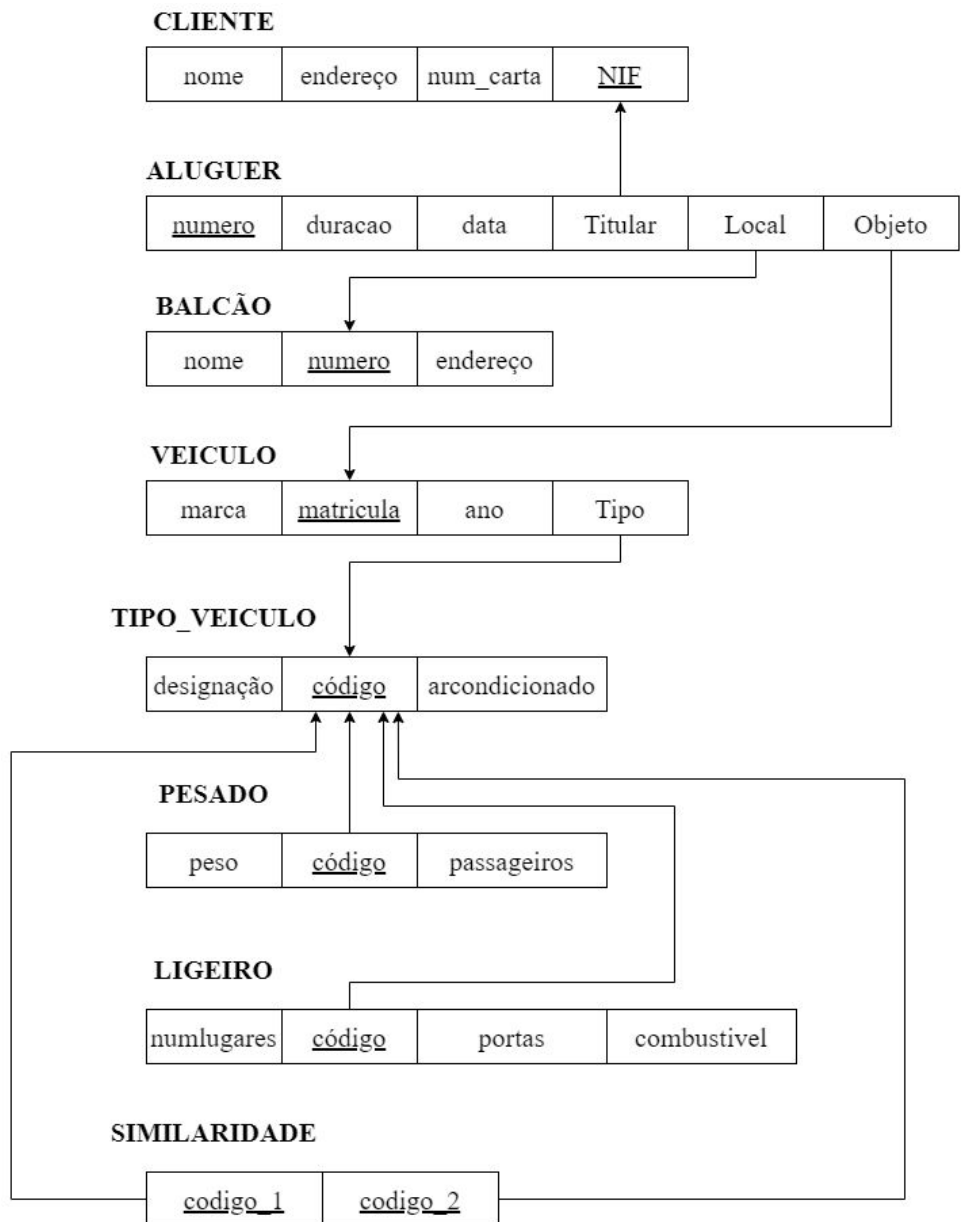 CLIENTE
nome endereço num_carta NIF
ALUGUER
numero duracao data Titular Local Objeto
BALCÃO
nome numero endereço
VEICULO
marca matricula ano Tipo
TIPO_VEICULO
designação código arcondicionado
PESADO
peso código passageiros
LIGEIRO
numlugares código portas combustivel
SIMILARIDADE
codigo_1 codigo_2